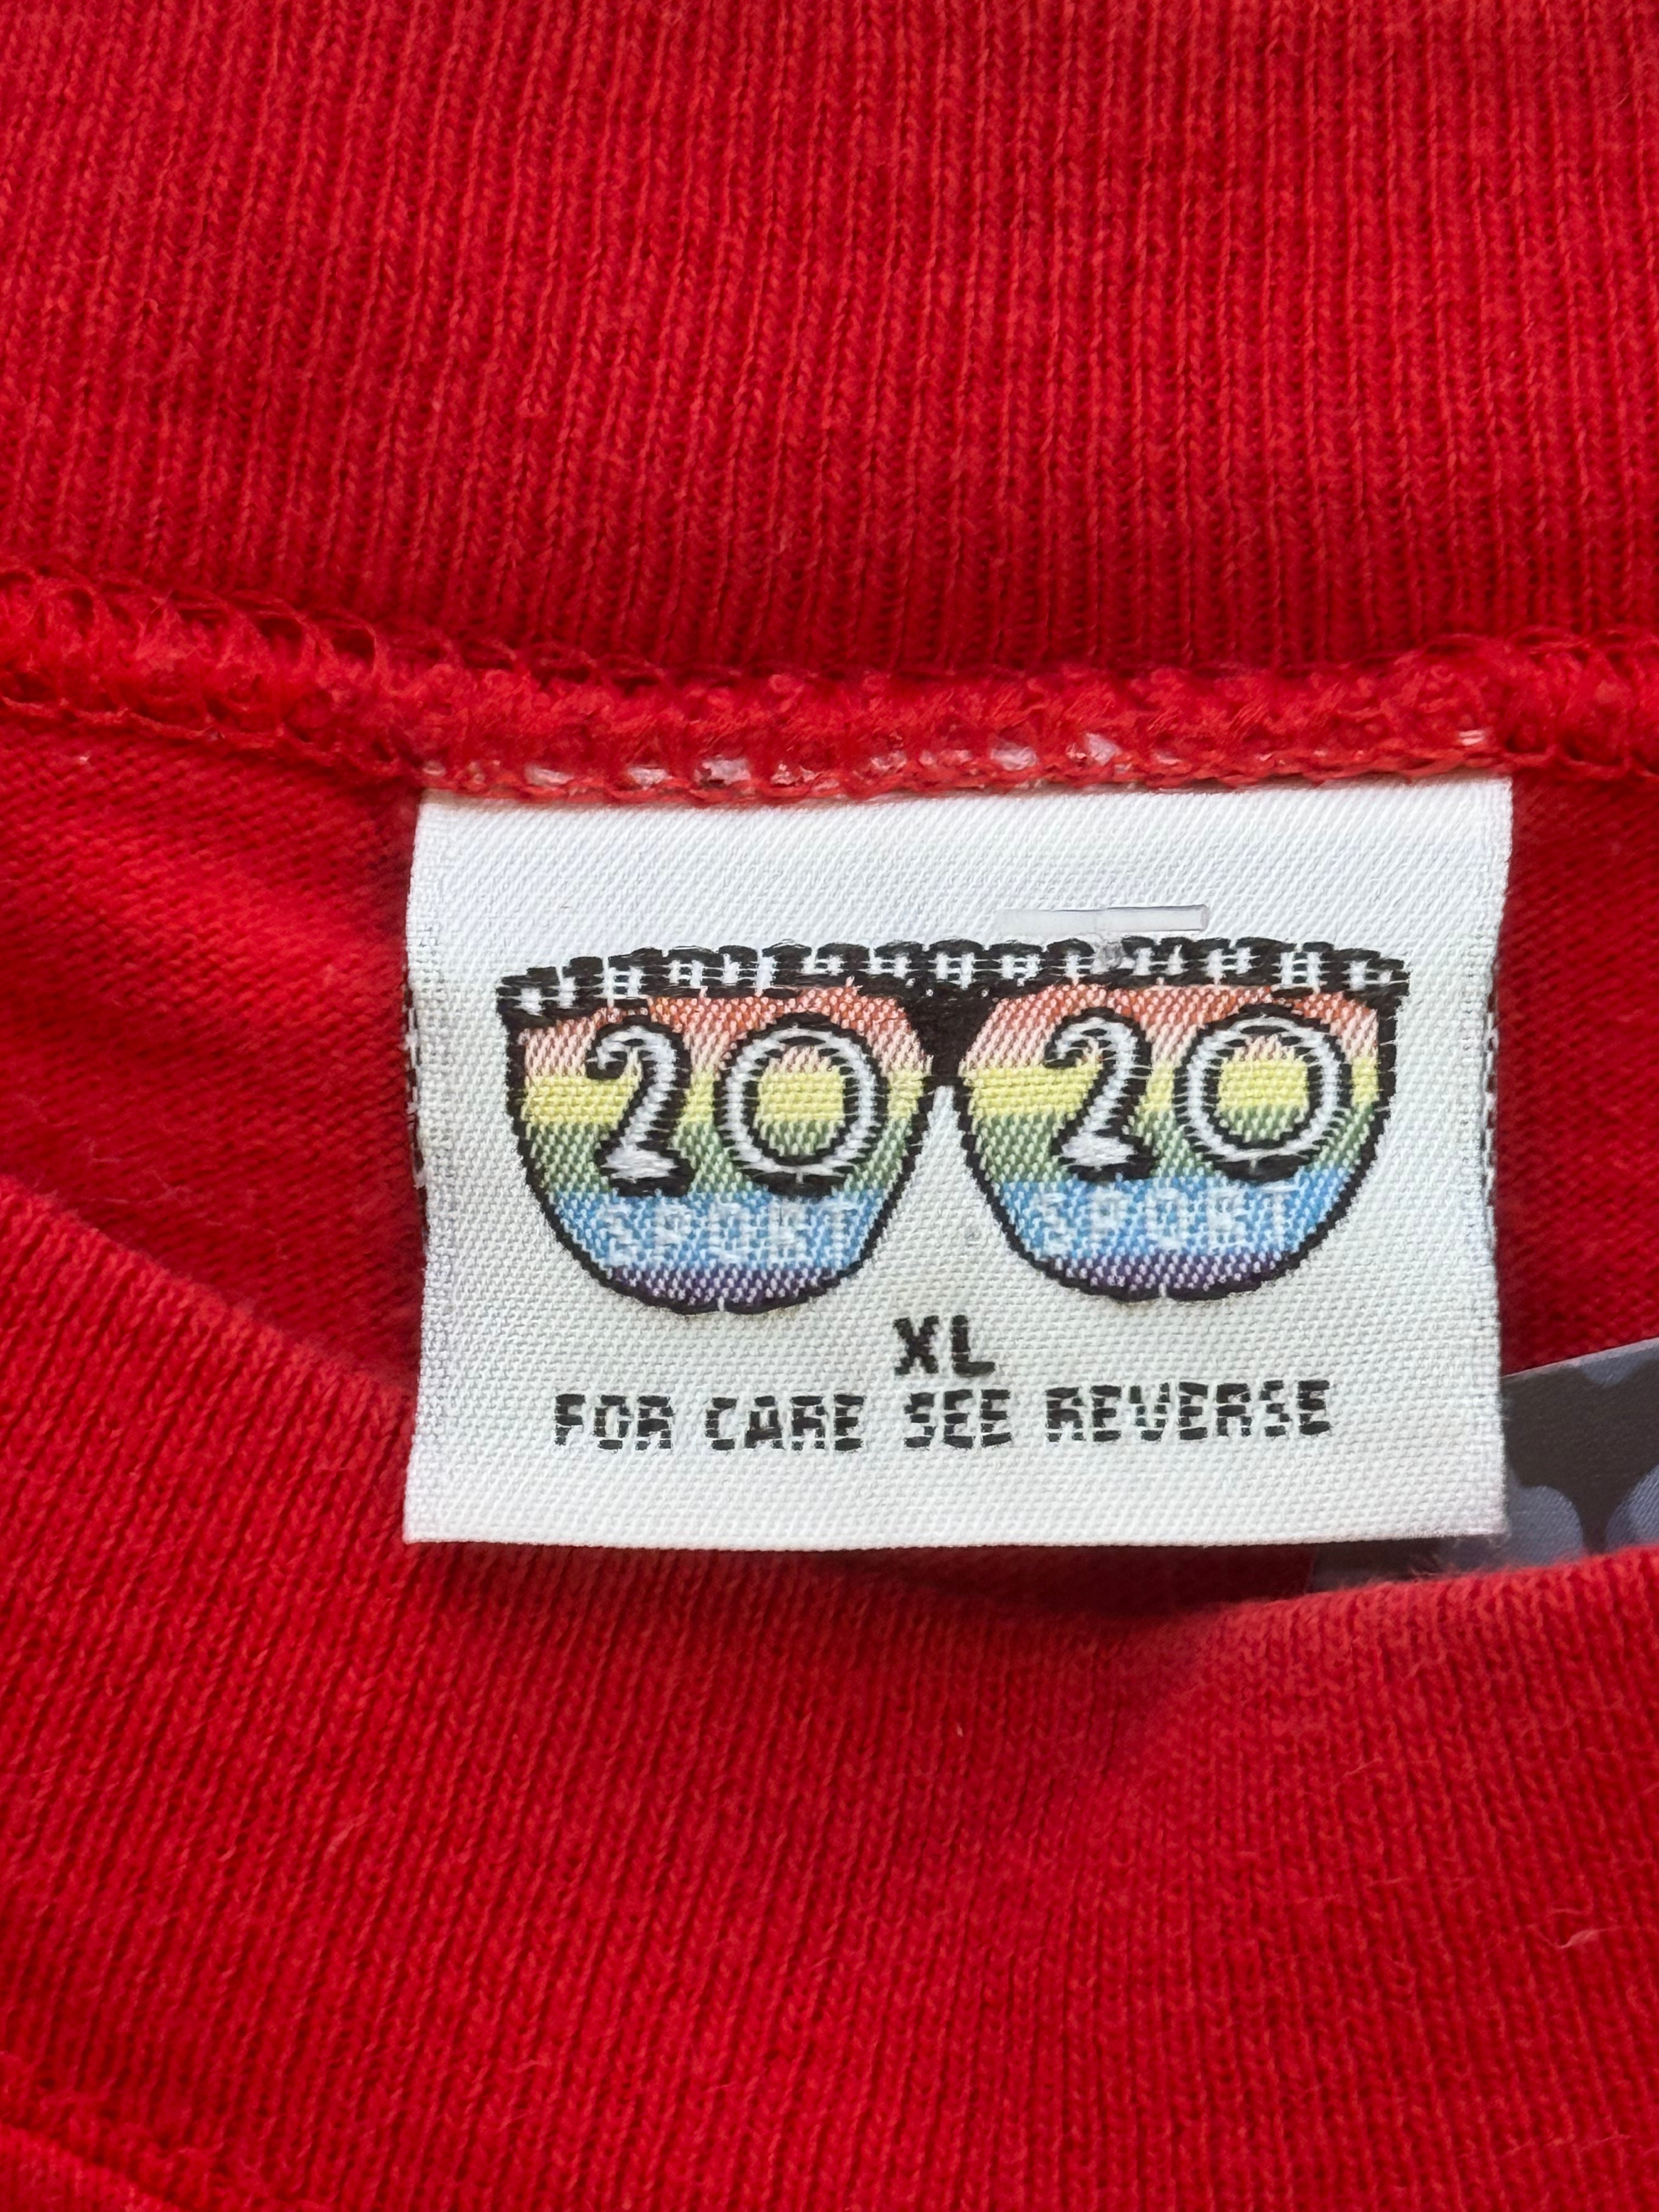 20 20
SPORT SPORT
XL
FOR CARE SEE REVERSE